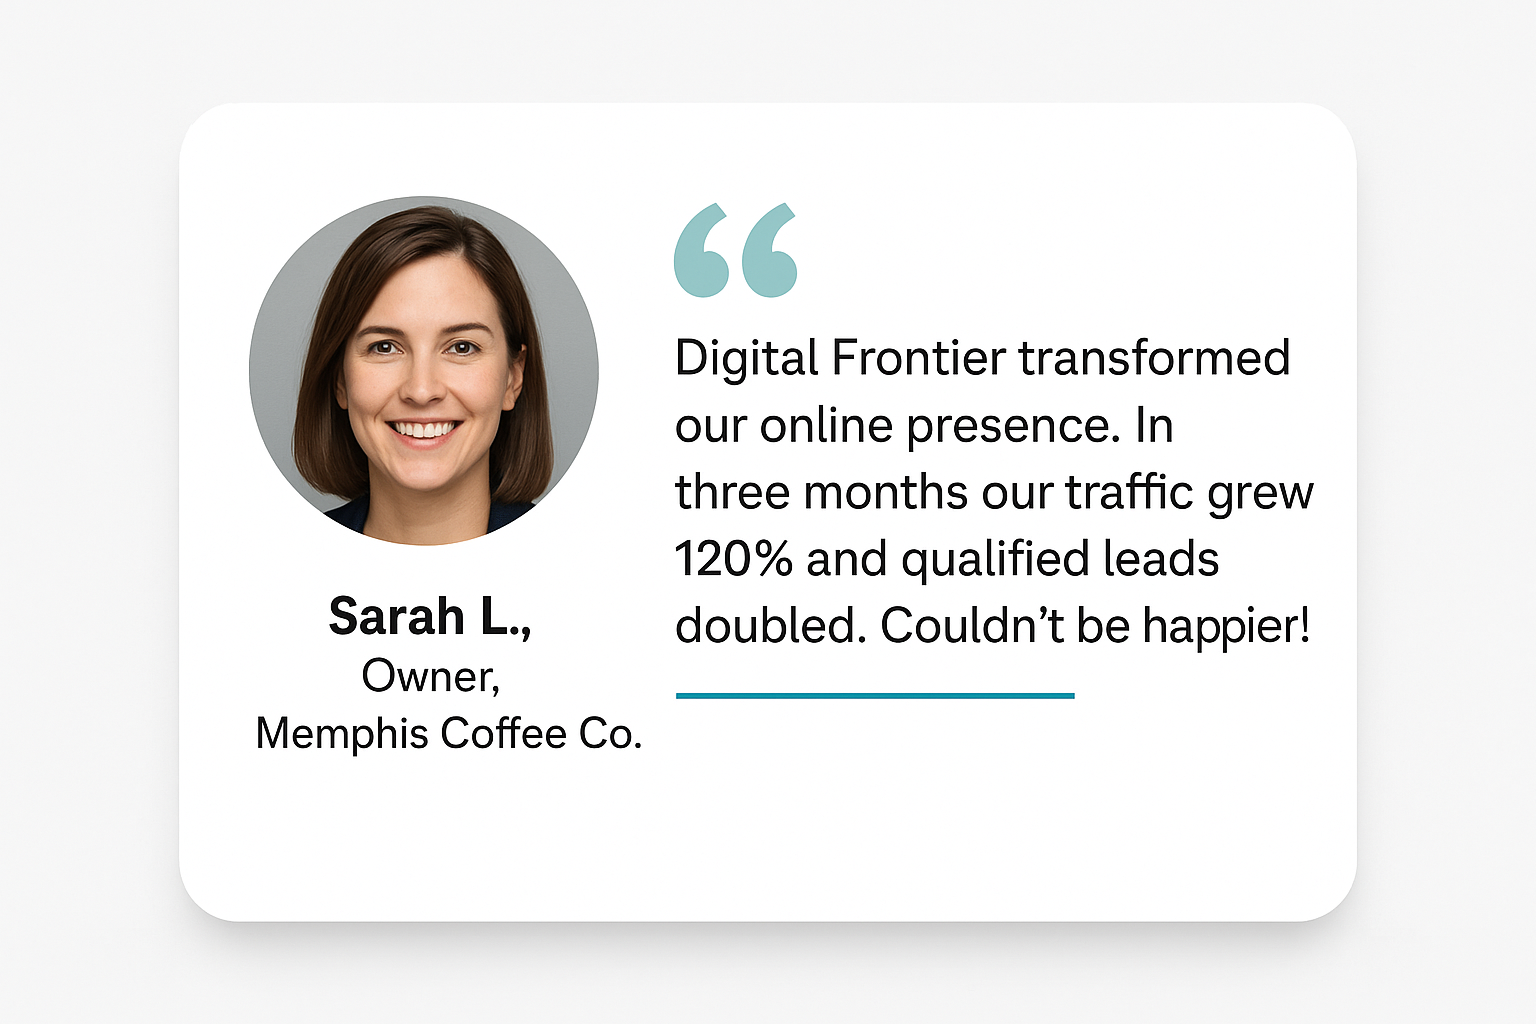 Sarah L.,
Owner,
Memphis Coffee Co.
“
Digital Frontier transformed
our online presence. In
three months our traffic grew
120% and qualified leads
doubled. Couldn’t be happier!